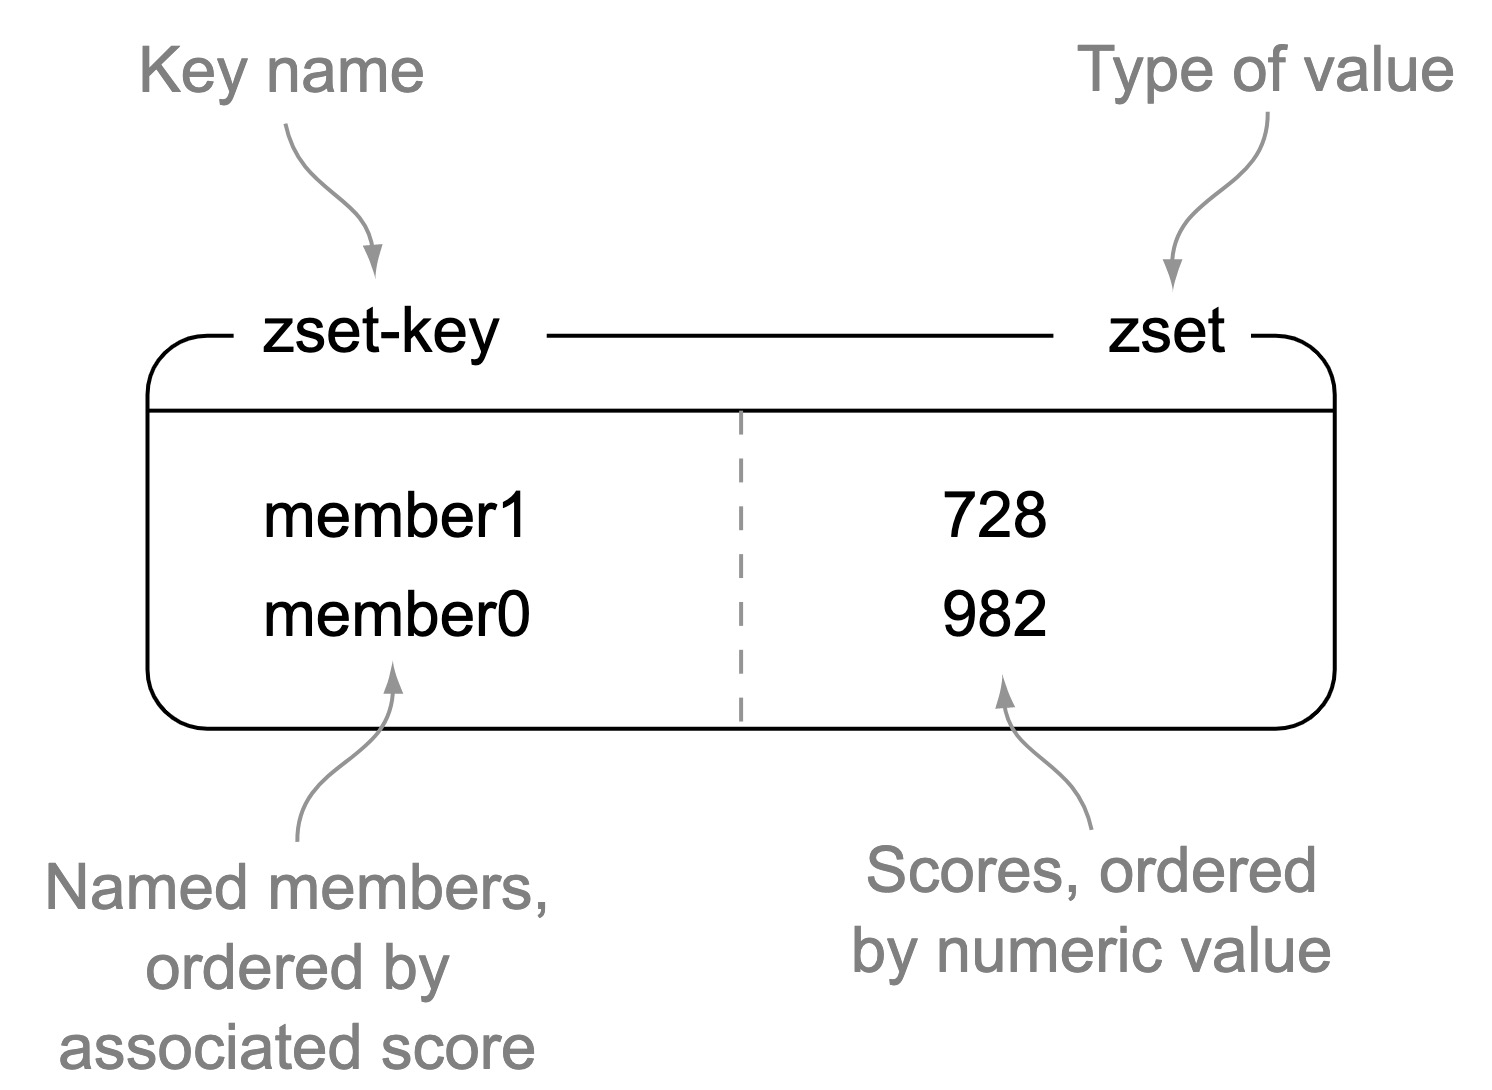 Key name
Type of value
zset-key
zset
member1
728
member0
982
Named members,
ordered by
associated score
Scores, ordered
by numeric value